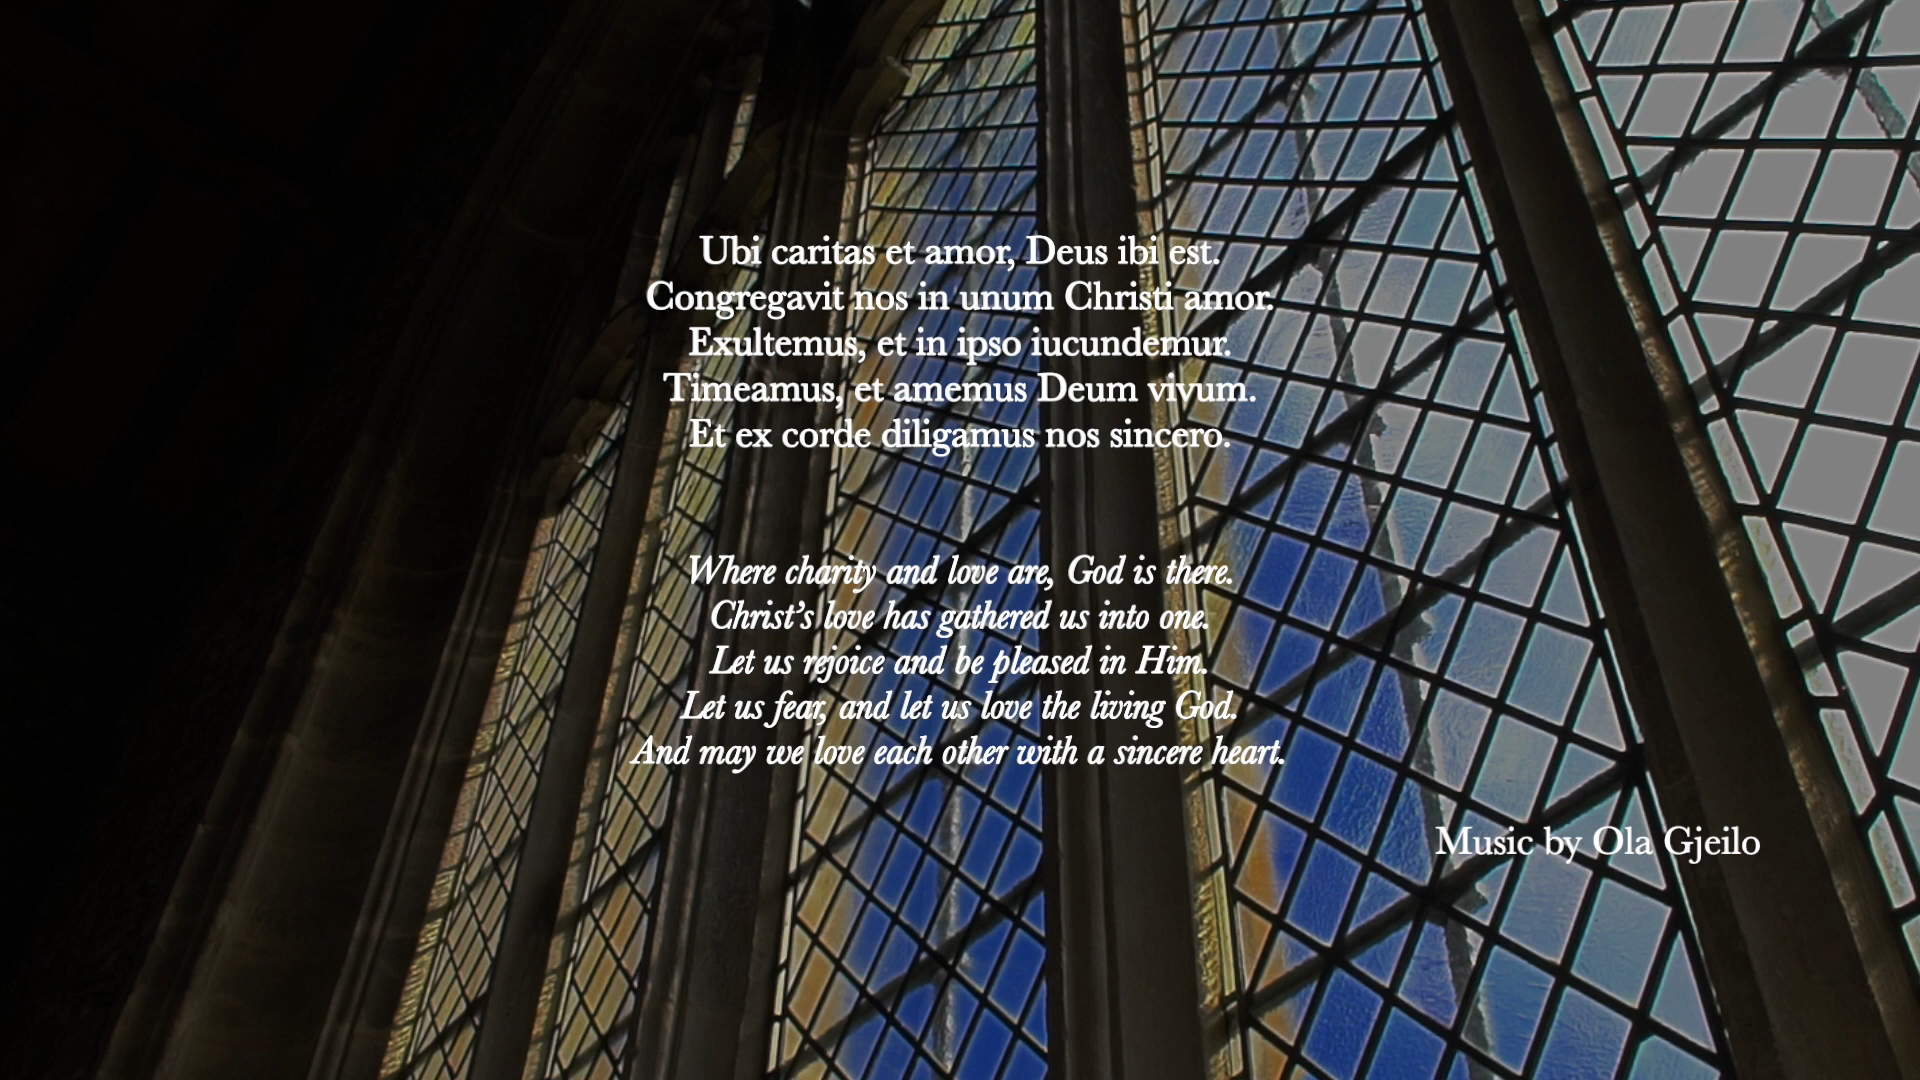 Ubi caritas et amor, Deus ibi est.
Congregavit nos in unum Christi amor.
Exultemus, et in ipso iucundemur.
Timeamus, et amemus Deum vivum.
Et ex corde diligamus nos sincero.
Where charity and love are, God is there.
Christ’s love has gathered us into one.
Let us rejoice and be pleased in Him.
Let us fear, and let us love the living God.
And may we love each other with a sincere heart.
Music by Ola Gjeilo